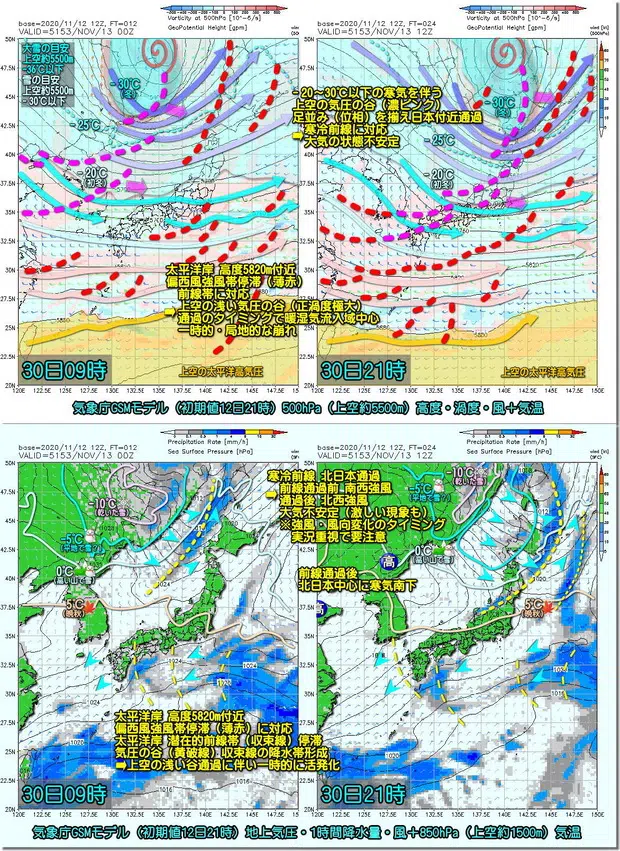 base=2020/11/12 12Z, FT=012
VALID=5153/NOV/13 00Z
Vorticity at 500hPa [10^-6/s]
GeoPotential Height [gpm]
base=2020/11/12 12Z, FT=024
VALID=5153/NOV/13 12Z
Vorticity at 500hPa [10^-6/s]
GeoPotential Height [gpm]
大雪の目安
上空約5500m
-36℃以下
雪の目安
上空約5500m
-30℃以下
-30℃
(冬)
-25℃
-20℃
(初冬)
-20~30℃以下の寒気を伴う
上空の気圧の谷(濃ピンク)
足並み(位相)を揃え日本付近通過
寒冷前線に対応
➡大気の状態不安定
-30℃
(冬)
-25℃
-20℃
(初冬)
太平洋岸 高度5820m付近
偏西風強風帯停滞(薄赤)
前線帯に対応
➡上空の浅い気圧の谷(正渦度極大)
通過のタイミングで暖湿気流入域中心
一時的・局地的な崩れ
上空の太平洋高気圧
上空の太平洋高気圧
30日09時
30日21時
気象庁GSMモデル(初期値12日21時)500hPa(上空約5500m)高度・渦度・風+気温
base=2020/11/12 12Z, FT=012
VALID=5153/NOV/13 00Z
Precipitation Rate [mm/h]
Sea Surface Pressure [hPa]
base=2020/11/12 12Z, FT=024
VALID=5153/NOV/13 12Z
Precipitation Rate [mm/h]
Sea Surface Pressure [hPa]
-10℃
(乾いた雪)
-5℃
(平地で雪?)
0℃
(高い山で雪)
5℃
(晩秋)
寒冷前線 北日本通過
前線通過前 南西強風
➡通過後 北西強風
大気不安定(激しい現象も)
※強風・風向変化のタイミング
実況重視で要注意
前線通過後
北日本中心に寒気南下
-10℃
(乾いた雪)
-5℃
(平地で雪?)
0℃
(高い山で雪)
高
5℃
(晩秋)
太平洋岸 高度5820m付近
偏西風強風帯停滞(薄赤)に対応
太平洋岸 潜在的前線帯(収束線)停滞
気圧の谷(黄破線)収束線の降水帯形成
➡上空の浅い谷通過に伴い一時的に活発化
30日09時
30日21時
気象庁GSMモデル(初期値12日21時)地上気圧・1時間降水量・風+850hPa(上空約1500m)気温